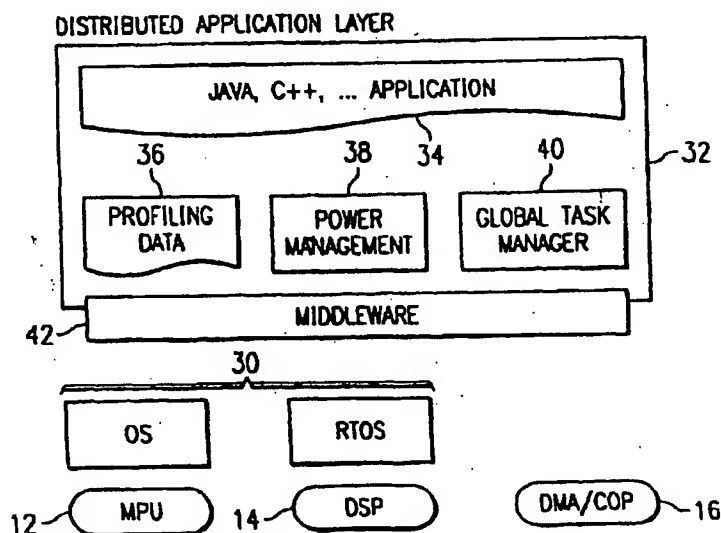 DISTRIBUTED APPLICATION LAYER
JAVA, C++, ... APPLICATION
36
38
34
40
32
PROFILING
DATA
POWER
MANAGEMENT
GLOBAL TASK
MANAGER
MIDDLEWARE
42
30
OS
RTOS
12
MPU
14
DSP
DMA/COP
16